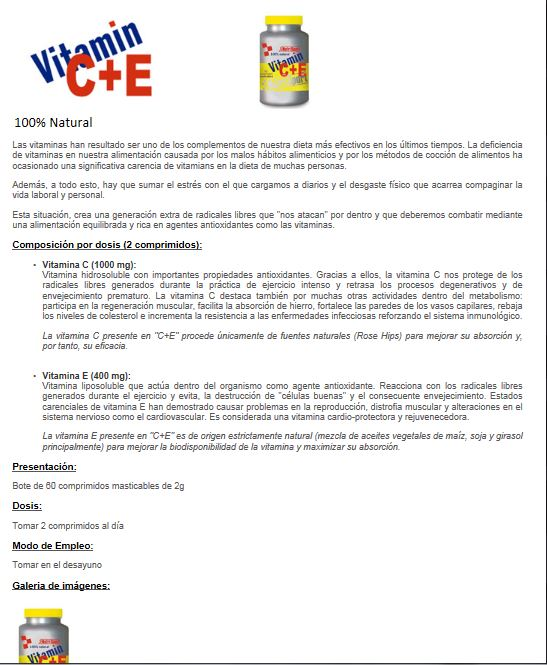 Vitamin
C+E
100% natural
Vitamin
C+E
100% Natural
Las vitaminas han resultado ser uno de los complementos de nuestra dieta más efectivos en los últimos tiempos. La deficiencia
de vitaminas en nuestra alimentación causada por los malos hábitos alimenticios y por los métodos de cocción de alimentos ha
ocasionado una significativa carencia de vitamians en la dieta de muchas personas.
Además, a todo esto, hay que sumar el estrés con el que cargamos a diarios y el desgaste físico que acarrea compaginar la
vida laboral y personal.
Esta situación, crea una generación extra de radicales libres que "nos atacan" por dentro y que deberemos combatir mediante
una alimentación equilibrada y rica en agentes antioxidantes como las vitaminas.
Composición por dosis (2 comprimidos):
• Vitamina C (1000 mg):
Vitamina hidrosoluble con importantes propiedades antioxidantes. Gracias a ellos, la vitamina C nos protege de los
radicales libres generados durante la práctica de ejercicio intenso y retrasa los procesos degenerativos y de
envejecimiento prematuro. La vitamina C destaca también por muchas otras actividades dentro del metabolismo:
participa en la regeneración muscular, facilita la absorción de hierro, fortalece las paredes de los vasos capilares, rebaja
los niveles de colesterol e incrementa la resistencia a las enfermedades infecciosas reforzando el sistema inmunológico.
La vitamina C presente en "C+E" procede únicamente de fuentes naturales (Rose Hips) para mejorar su absorción y,
por tanto, su eficacia.
• Vitamina E (400 mg):
Vitamina liposoluble que actúa dentro del organismo como agente antioxidante. Reacciona con los radicales libres
generados durante el ejercicio y evita, la destrucción de "células buenas" y el consecuente envejecimiento. Estados
carenciales de vitamina E han demostrado causar problemas en la reproducción, distrofia muscular y alteraciones en el
sistema nervioso como el cardiovascular. Es considerada una vitamina cardio-protectora y rejuvenecedora.
La vitamina E presente en "C+E" es de origen estrictamente natural (mezcla de aceites vegetales de maíz, soja y girasol
principalmente) para mejorar la biodisponibilidad de la vitamina y maximizar su absorción.
Presentación:
Bote de 60 comprimidos masticables de 2g
Dosis:
Tomar 2 comprimidos al día
Modo de Empleo:
Tomar en el desayuno
Galeria de imágenes:
100% natural
Vitamin
C+E